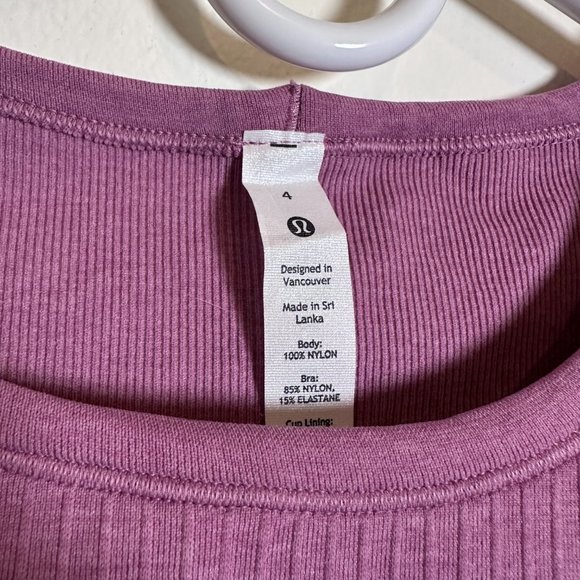 4
Designed in
Vancouver
Made in Sri
Lanka
Body:
100% NYLON
Bra:
85% NYLON,
15% ELASTANE
Cup Lining: